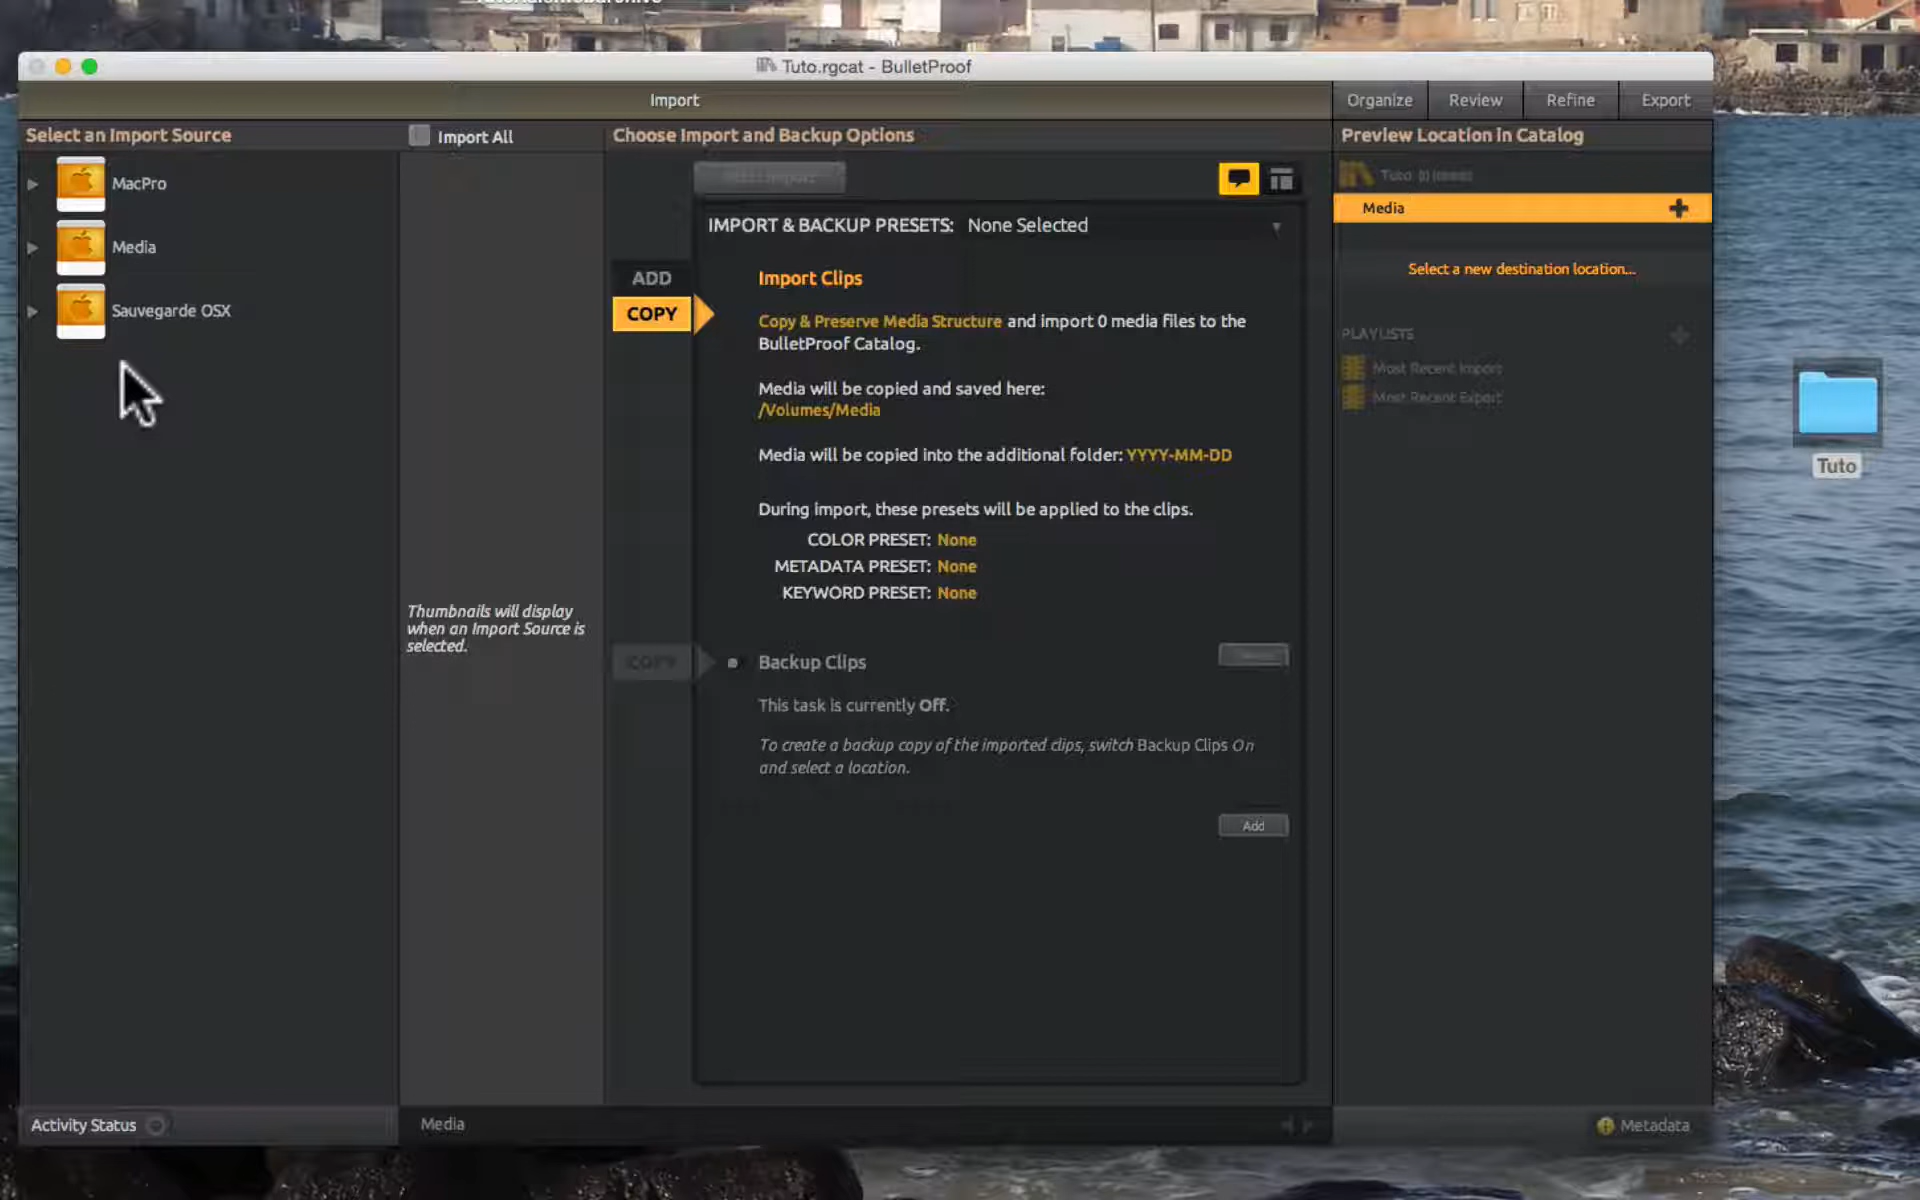 Tuto.rgcat - BulletProof
Import
Organize
Review
Refine
Export
Select an Import Source
Import All
Choose Import and Backup Options
Preview Location in Catalog
MacPro
Media
Sauvegarde OSX
Thumbnails will display
when an Import Source is
selected.
IMPORT & BACKUP PRESETS: None Selected
ADD
COPY
Import Clips
Copy & Preserve Media Structure and import 0 media files to the
BulletProof Catalog.
Media will be copied and saved here:
/Volumes/Media
Media will be copied into the additional folder: YYYY-MM-DD
During import, these presets will be applied to the clips.
COLOR PRESET: None
METADATA PRESET: None
KEYWORD PRESET: None
COPY
Backup Clips
This task is currently Off.
To create a backup copy of the imported clips, switch Backup Clips On
and select a location.
Add
Tuto
Media
Select a new destination location...
PLAYLISTS
Most Recent Import
Most Recent Export
Tuto
Activity Status
Media
Metadata